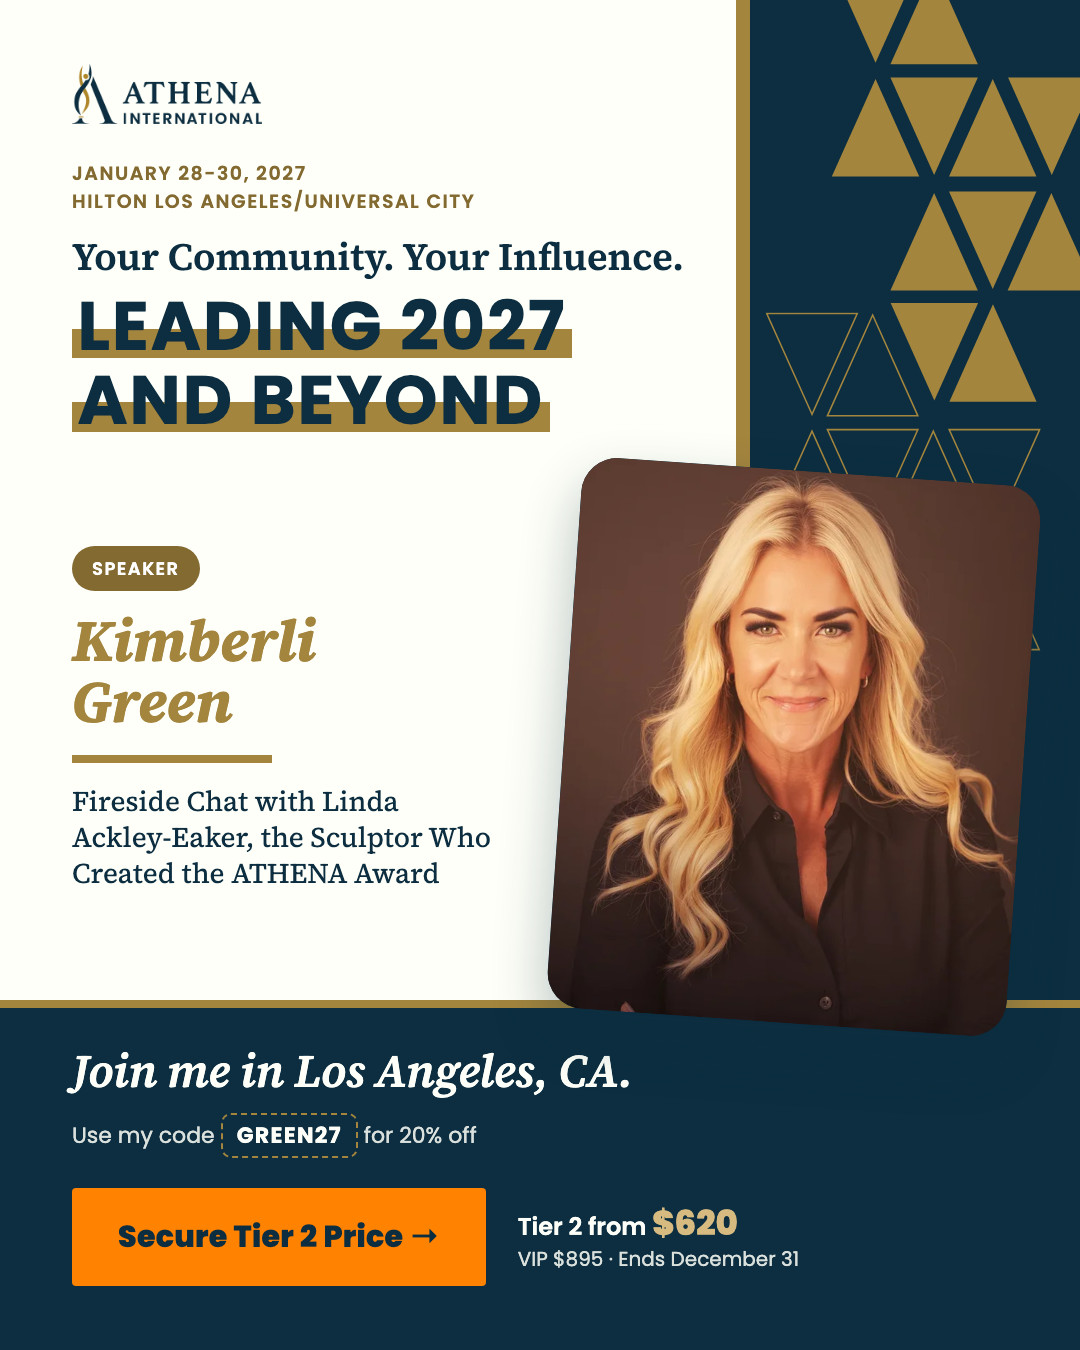 ATHENA
INTERNATIONAL
JANUARY 28-30, 2027
HILTON LOS ANGELES/UNIVERSAL CITY
Your Community. Your Influence.
LEADING 2027
AND BEYOND
SPEAKER
Kimberli
Green
Fireside Chat with Linda
Ackley-Eaker, the Sculptor Who
Created the ATHENA Award
Join me in Los Angeles, CA.
Use my code GREEN27 for 20% off
Secure Tier 2 Price →
Tier 2 from $620
VIP $895 · Ends December 31